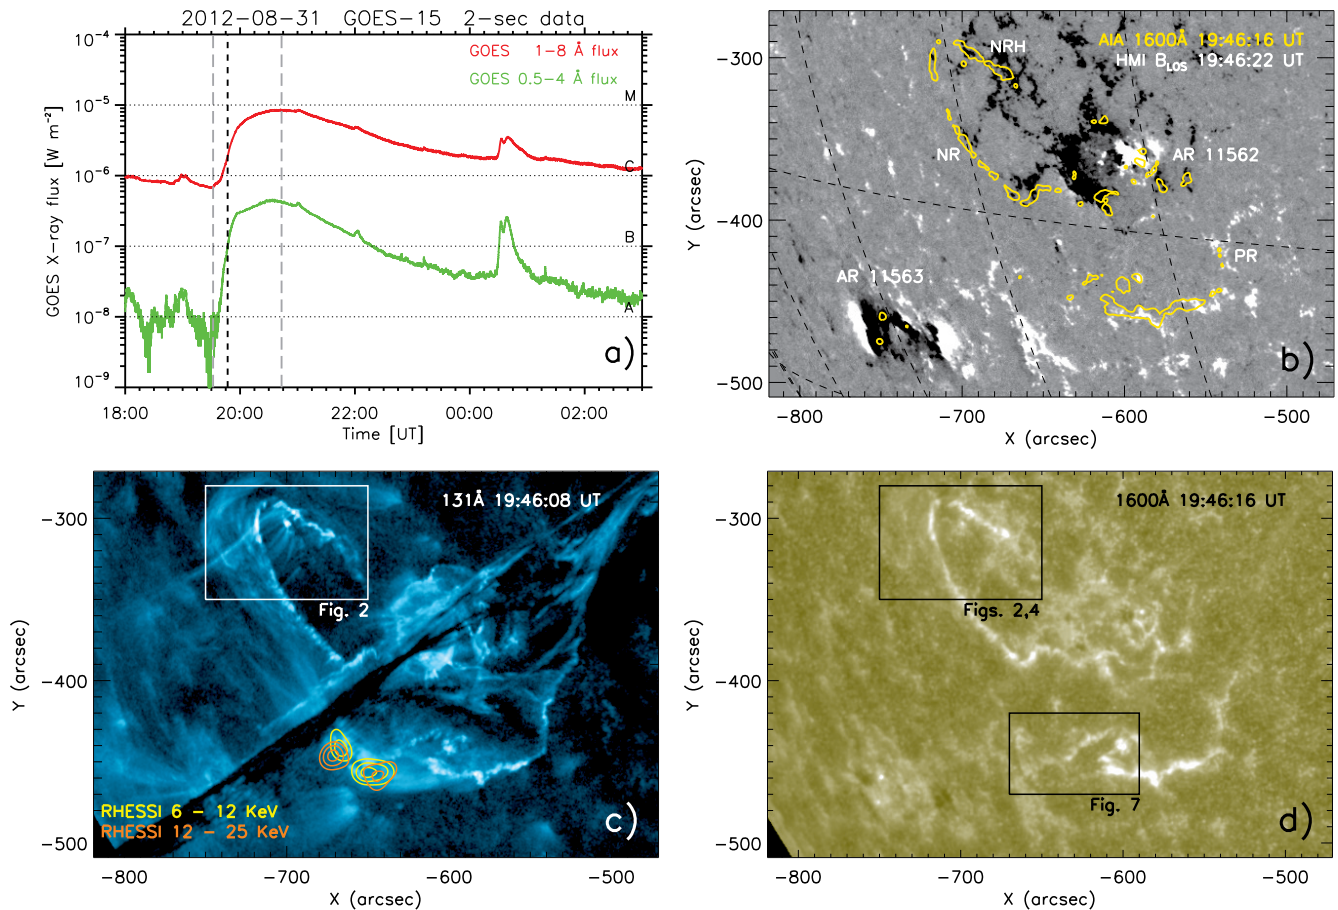 2012-08-31 GOES-15 2-sec data
GOES 1-8 Å flux
GOES 0.5-4 Å flux
10⁻⁴
10⁻⁵
10⁻⁶
10⁻⁷
10⁻⁸
10⁻⁹
GOES X-ray flux [W m⁻²]
M
C
B
A
a)
18:00 20:00 22:00 00:00 02:00
Time [UT]
AIA 1600Å 19:46:16 UT
HMI B_LOS 19:46:22 UT
NRH
NR
AR 11562
PR
AR 11563
b)
-300
-400
-500
Y (arcsec)
-800 -700 -600 -500
X (arcsec)
131Å 19:46:08 UT
Fig. 2
RHESSI 6 - 12 KeV
RHESSI 12 - 25 KeV
c)
-300
-400
-500
Y (arcsec)
-800 -700 -600 -500
X (arcsec)
1600Å 19:46:16 UT
Figs. 2,4
Fig. 7
d)
-300
-400
-500
Y (arcsec)
-800 -700 -600 -500
X (arcsec)